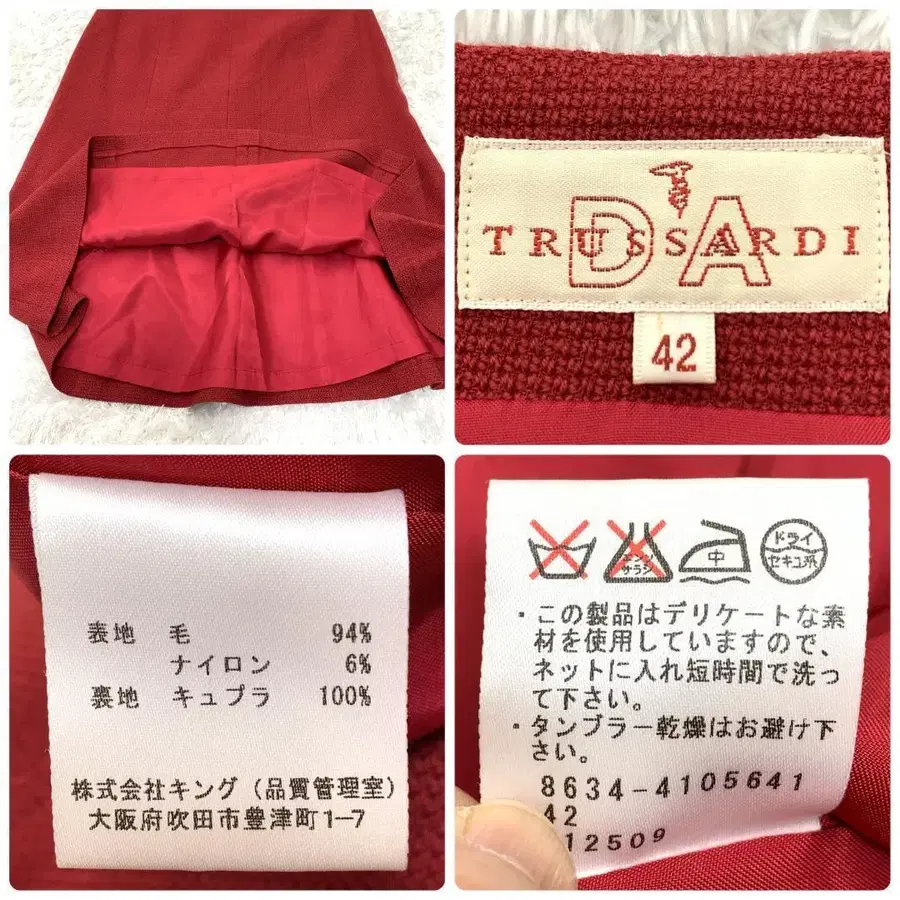 TRUSSARDI
DA
42
表地 毛 94%
ナイロン 6%
裏地 キュプラ 100%
株式会社キング(品質管理室)
大阪府吹田市豊津町1-7
エンソ
サラシ
中
ドライ
セキユ系
・この製品はデリケートな素
材を使用していますので、
ネットに入れ短時間で洗っ
て下さい。
・タンブラー乾燥はお避け下
さい。
8634-4105641
42
12509